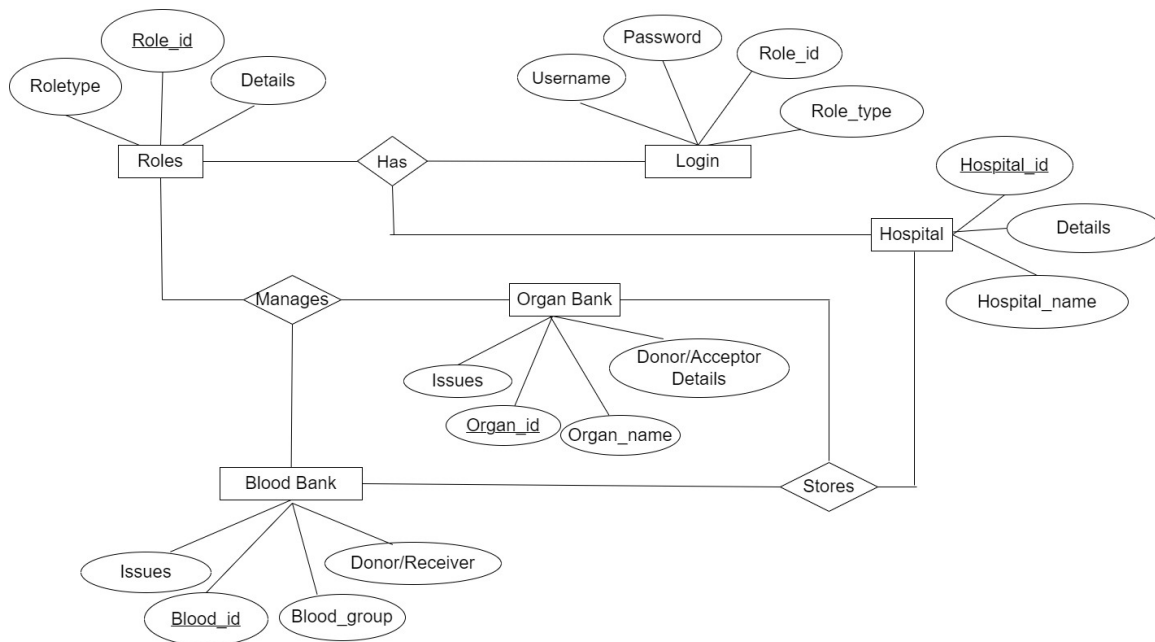 Role_id
Roletype
Details
Password
Username
Role_id
Role_type
Roles
Has
Login
Hospital_id
Hospital
Details
Hospital_name
Manages
Organ Bank
Issues
Donor/Acceptor
Details
Organ_id
Organ_name
Blood Bank
Stores
Issues
Donor/Receiver
Blood_id
Blood_group